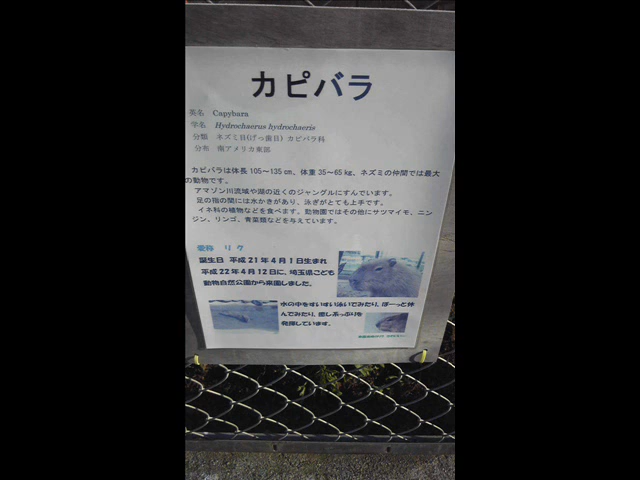 カピバラ
英名 Capybara
学名 Hydrochaerus hydrochaeris
分類 ネズミ目(げっ歯目) カピバラ科
分布 南アメリカ東部
カピバラは体長105～135㎝、体重35～65㎏、ネズミの仲間では最大
の動物です。
アマゾン川流域や湖の近くのジャングルにすんでいます。
足の指の間には水かきがあり、泳ぎがとても上手です。
イネ科の植物などを食べます。動物園ではその他にサツマイモ、ニン
ジン、リンゴ、青菜類などを与えています。
愛称 リク
誕生日 平成21年4月1日生まれ
平成22年4月12日に、埼玉県こども
動物自然公園から来園しました。
水の中をすいすい泳いでみたり、ぼーっと休
んでみたり、癒し系っぷりを
発揮しています。